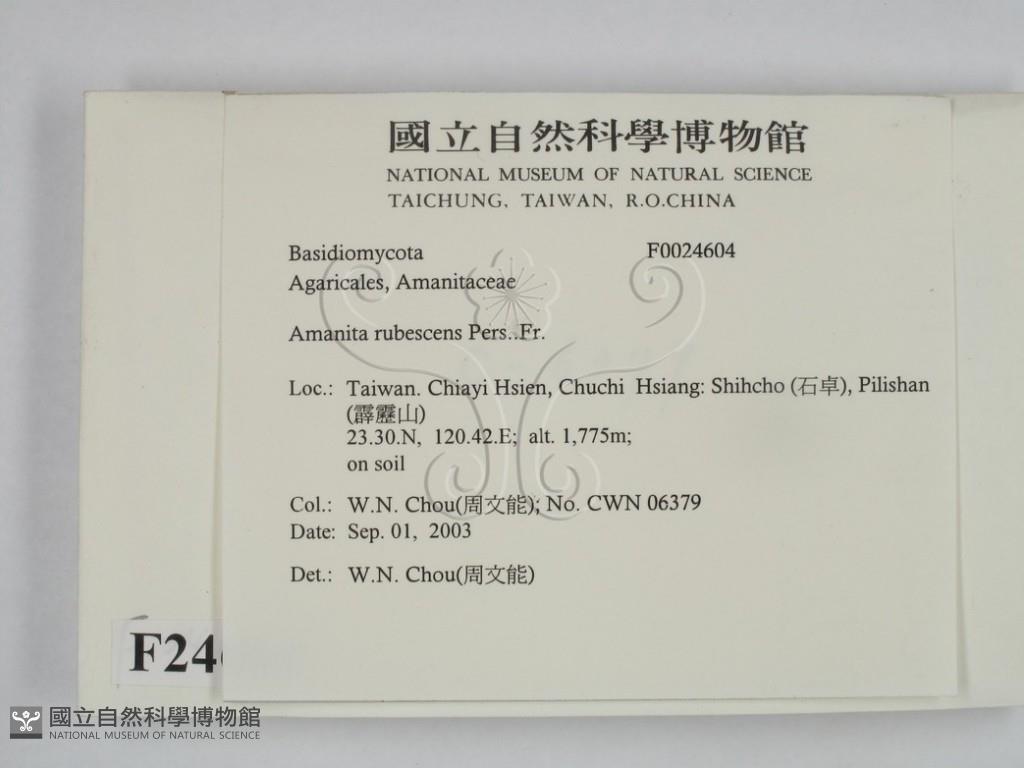 國立自然科學博物館
NATIONAL MUSEUM OF NATURAL SCIENCE
TAICHUNG, TAIWAN, R.O.CHINA
Basidiomycota F0024604
Agaricales, Amanitaceae
Amanita rubescens Pers..Fr.
Loc.: Taiwan. Chiayi Hsien, Chuchi Hsiang: Shihcho (石卓), Pilishan
(霹靂山)
23.30.N, 120.42.E; alt. 1,775m;
on soil
Col.: W.N. Chou(周文能); No. CWN 06379
Date: Sep. 01, 2003
Det.: W.N. Chou(周文能)
F24
國立自然科學博物館
NATIONAL MUSEUM OF NATURAL SCIENCE